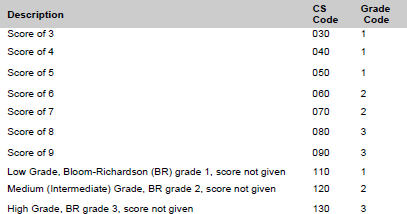 Description CS Code Grade Code
Score of 3 030 1
Score of 4 040 1
Score of 5 050 1
Score of 6 060 2
Score of 7 070 2
Score of 8 080 3
Score of 9 090 3
Low Grade, Bloom-Richardson (BR) grade 1, score not given 110 1
Medium (Intermediate) Grade, BR grade 2, score not given 120 2
High Grade, BR grade 3, score not given 130 3